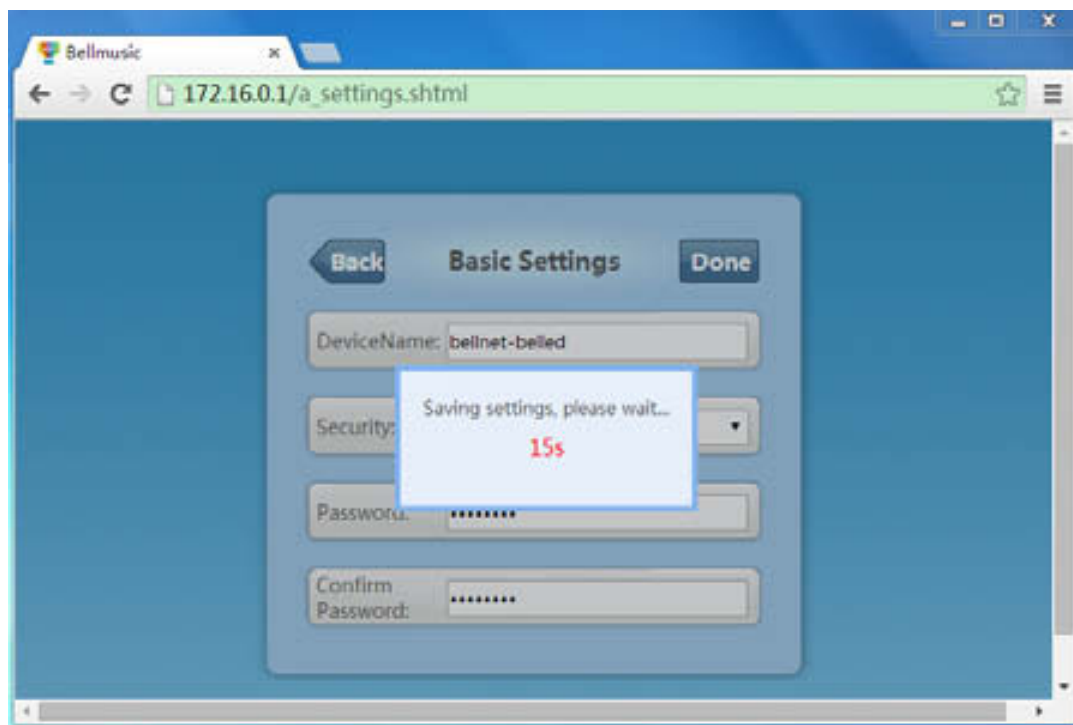 Bellmusic
172.16.0.1/a_settings.shtml
Back Basic Settings Done
DeviceName: bellnet-belled
Saving settings, please wait...
Security:
15s
Password: ••••••••
Confirm
Password: ••••••••